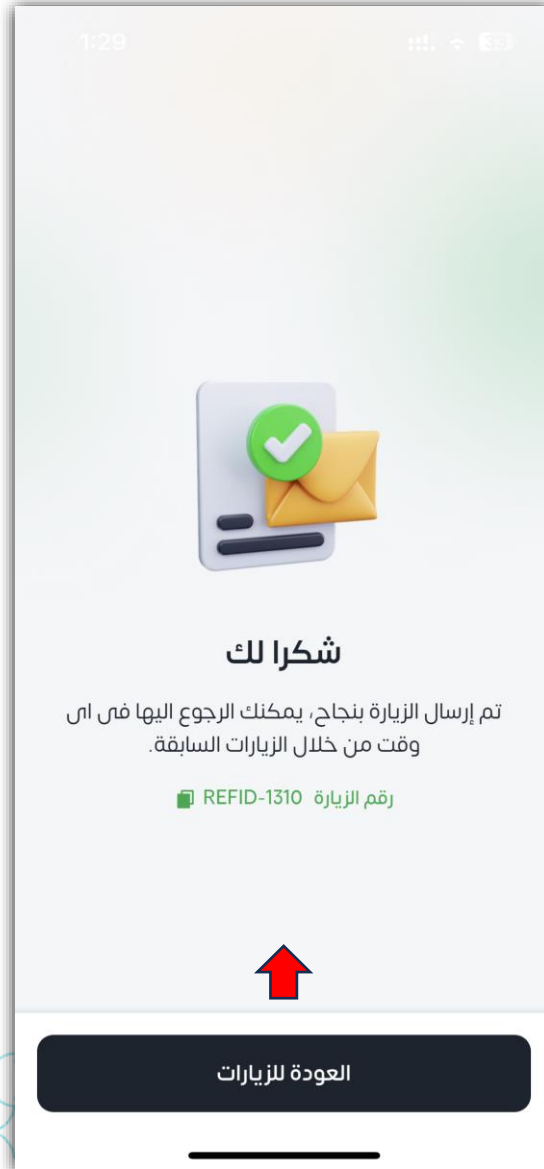 1:29
شكرا لك
تم إرسال الزيارة بنجاح، يمكنك الرجوع اليها فى اى
وقت من خلال الزيارات السابقة.
رقم الزيارة REFID-1310
العودة للزيارات